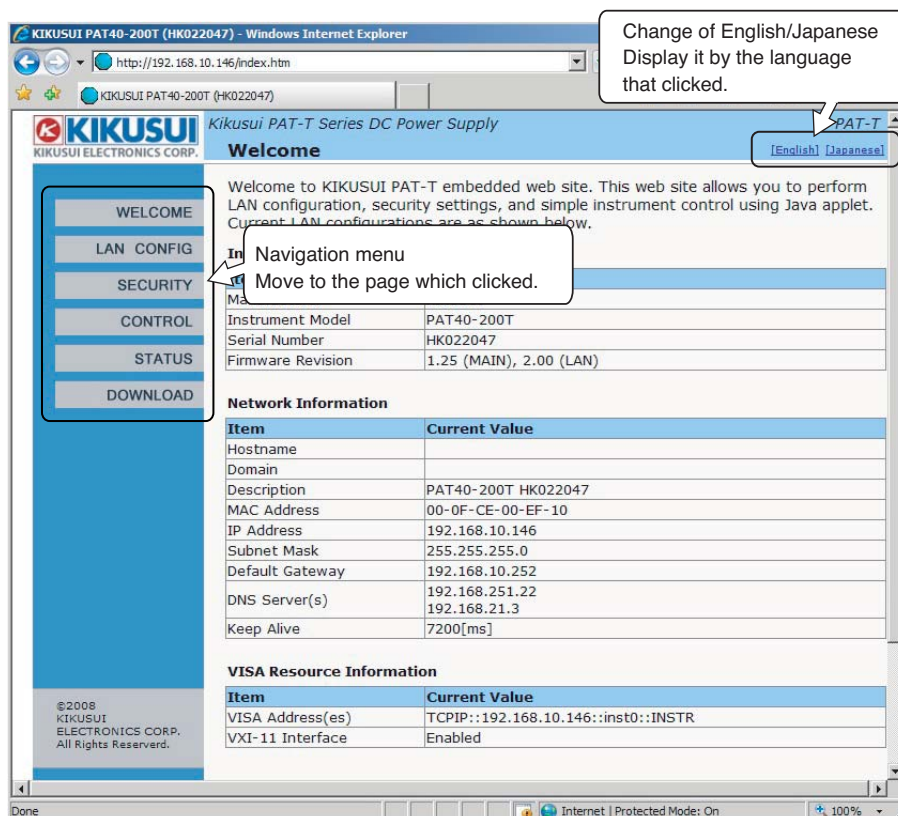 KIKUSUI PAT40-200T (HK022047) - Windows Internet Explorer
Change of English/Japanese
Display it by the language
that clicked.
http://192.168.10.146/index.htm
KIKUSUI PAT40-200T (HK022047)
KIKUSUI
KIKUSUI ELECTRONICS CORP.
Kikusui PAT-T Series DC Power Supply
PAT-T
Welcome
[English] [Japanese]
WELCOME
LAN CONFIG
SECURITY
CONTROL
STATUS
DOWNLOAD
Welcome to KIKUSUI PAT-T embedded web site. This web site allows you to perform
LAN configuration, security settings, and simple instrument control using Java applet.
Current LAN configurations are as shown below.
Navigation menu
Move to the page which clicked.
In
Ma
Instrument Model PAT40-200T
Serial Number HK022047
Firmware Revision 1.25 (MAIN), 2.00 (LAN)
Network Information
Item Current Value
Hostname
Domain
Description PAT40-200T HK022047
MAC Address 00-0F-CE-00-EF-10
IP Address 192.168.10.146
Subnet Mask 255.255.255.0
Default Gateway 192.168.10.252
DNS Server(s) 192.168.251.22
192.168.21.3
Keep Alive 7200[ms]
VISA Resource Information
Item Current Value
VISA Address(es) TCPIP::192.168.10.146::inst0::INSTR
VXI-11 Interface Enabled
©2008
KIKUSUI
ELECTRONICS CORP.
All Rights Reserverd.
Done
Internet | Protected Mode: On
100%